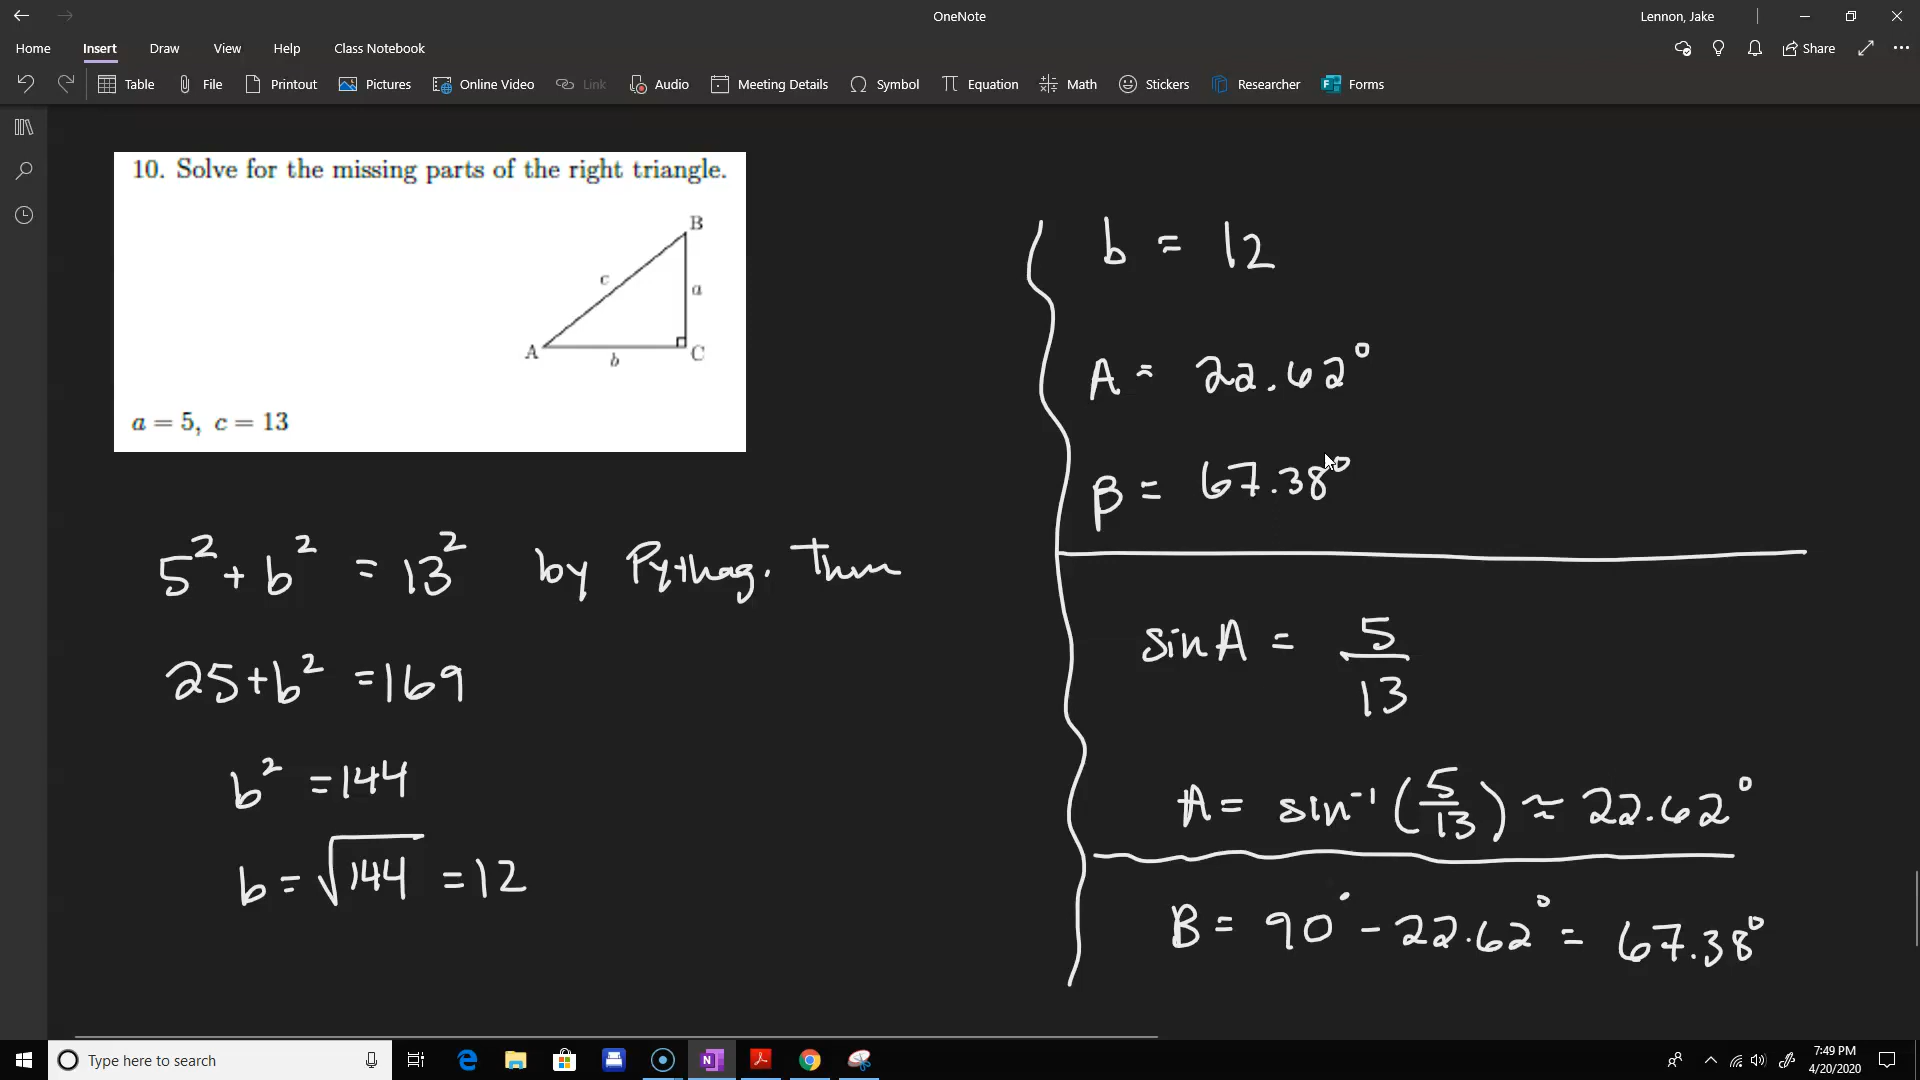 OneNote
Lennon, Jake
Home Insert Draw View Help Class Notebook
Share
Table File Printout Pictures Online Video Link Audio Meeting Details Symbol Equation Math Stickers Researcher Forms
10. Solve for the missing parts of the right triangle.
B
c
a
A
C
b
a = 5, c = 13
5² + b² = 13² by Pythag. Thm
25 + b² = 169
b² = 144
b = √144 = 12
b = 12
A = 22.62°
B = 67.38°
sin A = 5/13
A = sin⁻¹(5/13) ≈ 22.62°
B = 90° - 22.62° = 67.38°
Type here to search
7:49 PM
4/20/2020